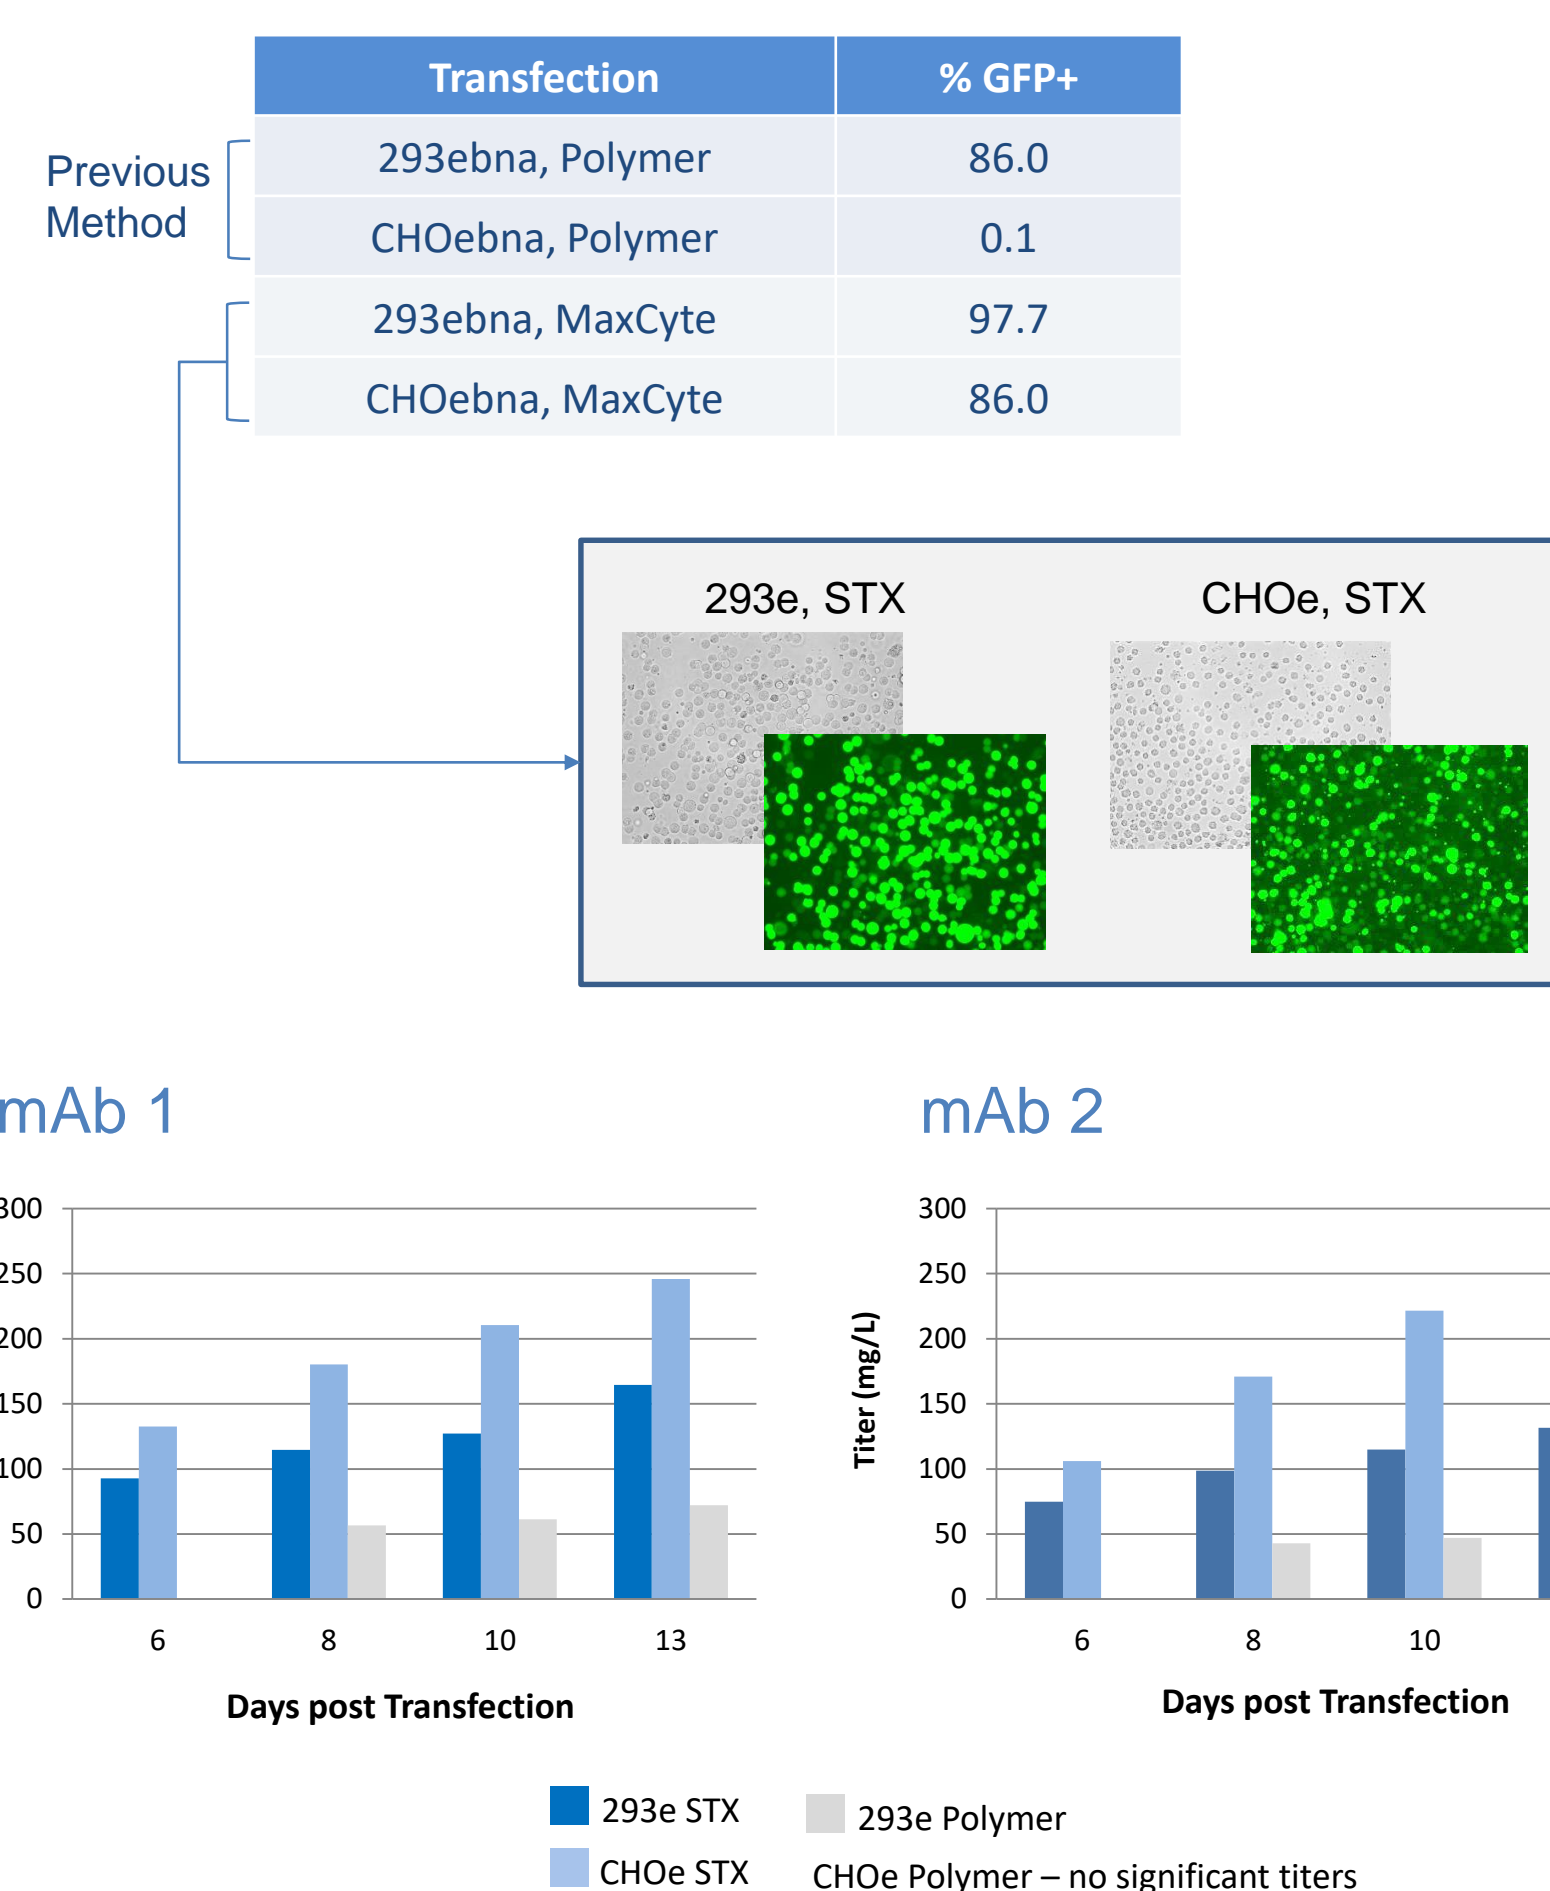 Transfection % GFP+
Previous Method
293ebna, Polymer 86.0
CHOebna, Polymer 0.1
293ebna, MaxCyte 97.7
CHOebna, MaxCyte 86.0
293e, STX CHOe, STX
mAb 1
300
250
200
150
100
50
0
6 8 10 13
Days post Transfection
mAb 2
Titer (mg/L)
300
250
200
150
100
50
0
6 8 10
Days post Transfection
293e STX
293e Polymer
CHOe STX
CHOe Polymer – no significant titers